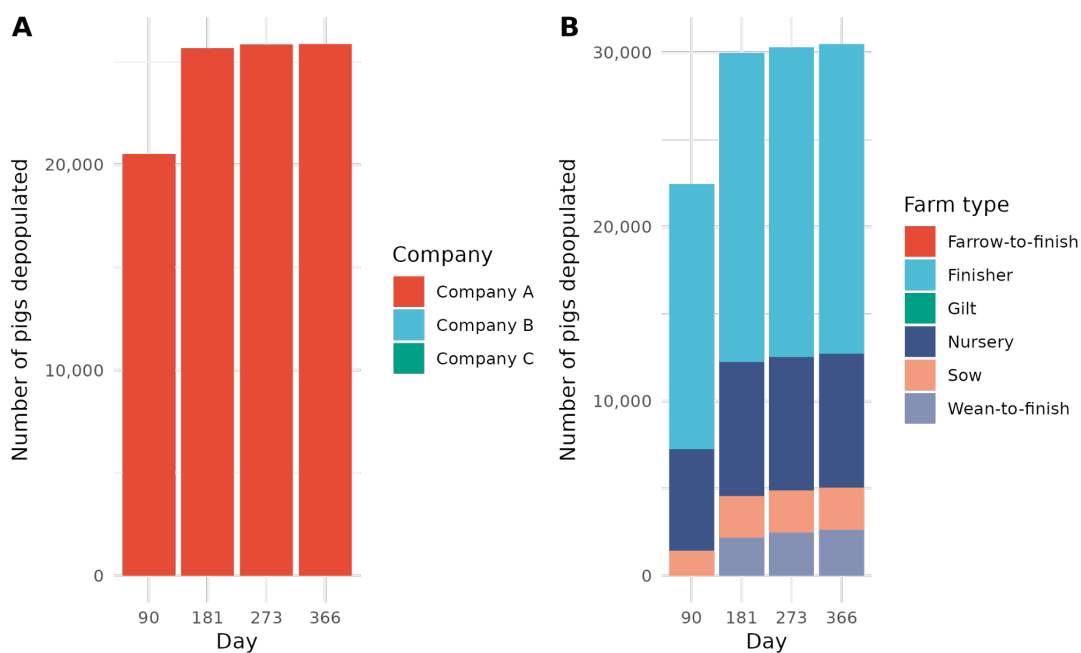 A
Number of pigs depopulated
20,000
10,000
0
90 181 273 366
Day
Company
Company A
Company B
Company C
B
Number of pigs depopulated
30,000
20,000
10,000
0
90 181 273 366
Day
Farm type
Farrow-to-finish
Finisher
Gilt
Nursery
Sow
Wean-to-finish